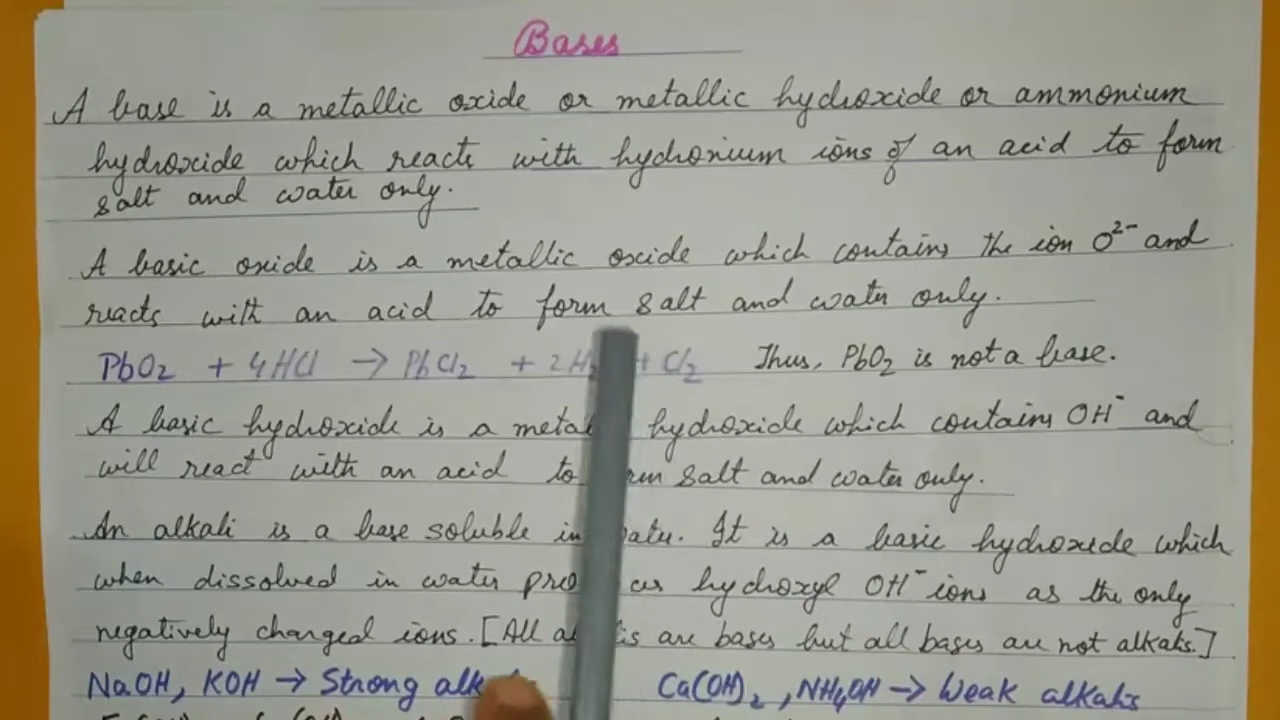 Bases
A base is a metallic oxide or metallic hydroxide or ammonium
hydroxide which reacts with hydronium ions of an acid to form
salt and water only.
A basic oxide is a metallic oxide which contains the ion O²⁻ and
reacts with an acid to form salt and water only.
PbO₂ + 4HCl → PbCl₂ + 2H + Cl₂ Thus, PbO₂ is not a base.
A basic hydroxide is a metal hydroxide which contains OH⁻ and
will react with an acid to salt and water only.
An alkali is a base soluble in It is a basic hydroxide which
when dissolved in water hydroxyl OH⁻ ions as the only
negatively charged ions. [All are bases but all bases are not alkalis.]
NaOH, KOH → Strong Ca(OH)₂, NH₄OH → Weak alkalis